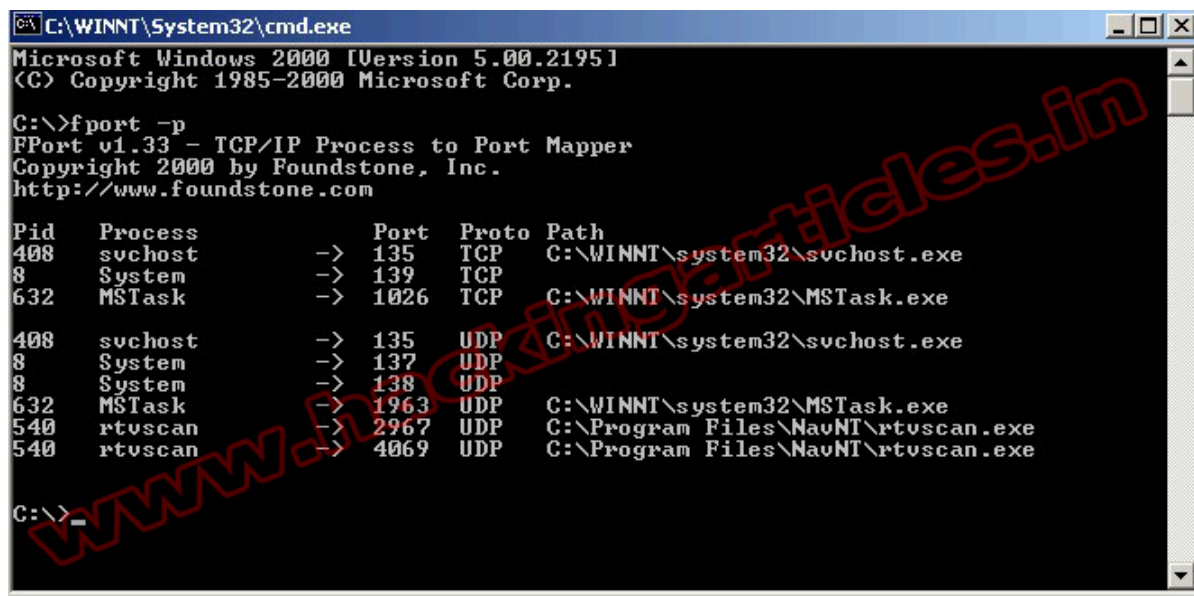 C:\WINNT\System32\cmd.exe
Microsoft Windows 2000 [Version 5.00.2195]
(C) Copyright 1985-2000 Microsoft Corp.
C:\>fport -p
FPort v1.33 - TCP/IP Process to Port Mapper
Copyright 2000 by Foundstone, Inc.
http://www.foundstone.com
Pid Process Port Proto Path
408 svchost -> 135 TCP C:\WINNT\system32\svchost.exe
8 System -> 139 TCP
632 MSTask -> 1026 TCP C:\WINNT\system32\MSTask.exe
408 svchost -> 135 UDP C:\WINNT\system32\svchost.exe
8 System -> 137 UDP
8 System -> 138 UDP
632 MSTask -> 1963 UDP C:\WINNT\system32\MSTask.exe
540 rtvscan -> 2967 UDP C:\Program Files\NavNT\rtvscan.exe
540 rtvscan -> 4069 UDP C:\Program Files\NavNT\rtvscan.exe
C:\>_
www.hackingarticles.in